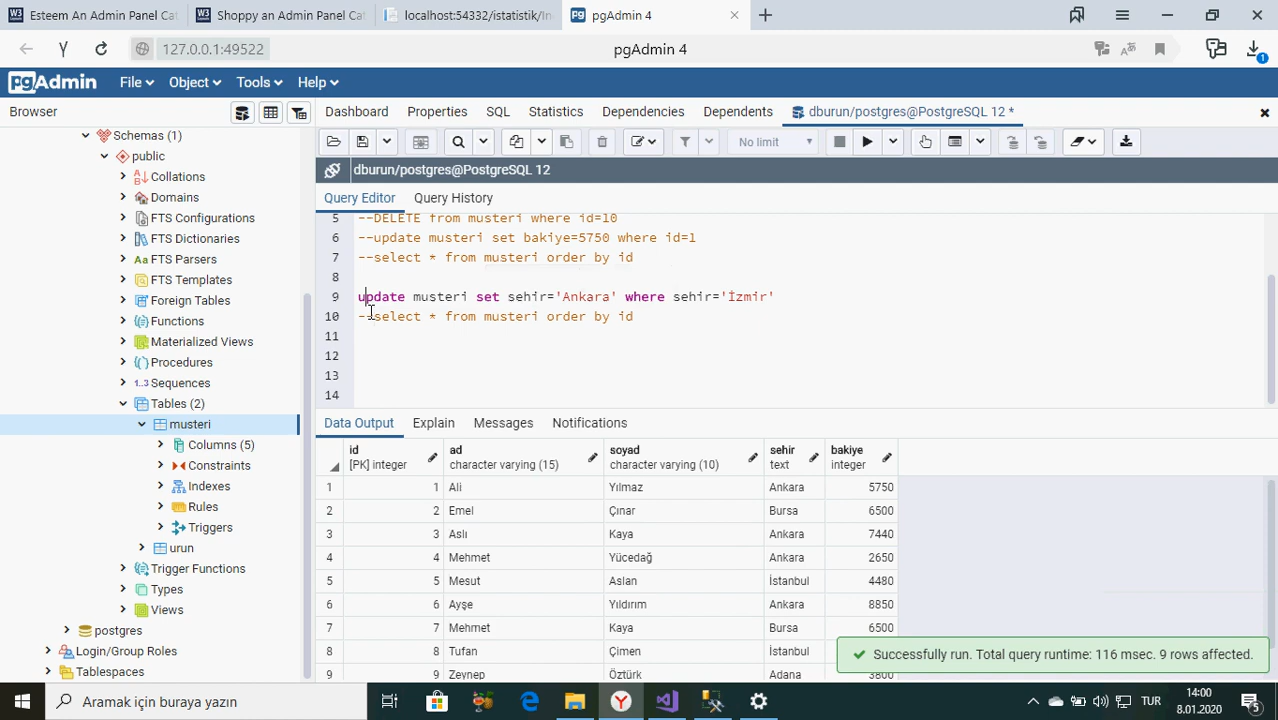 Esteem An Admin Panel Cat
Shoppy an Admin Panel Cat
localhost:54332/istatistik/In
pgAdmin 4
127.0.0.1:49522
pgAdmin 4
1
pgAdmin
File
Object
Tools
Help
Browser
Dashboard
Properties
SQL
Statistics
Dependencies
Dependents
dburun/postgres@PostgreSQL 12 *
No limit
dburun/postgres@PostgreSQL 12
Query Editor
Query History
Schemas (1)
public
Collations
Domains
FTS Configurations
FTS Dictionaries
FTS Parsers
FTS Templates
Foreign Tables
Functions
Materialized Views
Procedures
Sequences
Tables (2)
musteri
Columns (5)
Constraints
Indexes
Rules
Triggers
urun
Trigger Functions
Types
Views
postgres
Login/Group Roles
Tablespaces
5 --DELETE from musteri where id=10
6 --update musteri set bakiye=5750 where id=1
7 --select * from musteri order by id
8
9 update musteri set sehir='Ankara' where sehir='İzmir'
10 --select * from musteri order by id
11
12
13
14
Data Output
Explain
Messages
Notifications
id ad soyad sehir bakiye
[PK] integer character varying (15) character varying (10) text integer
1 1 Ali Yılmaz Ankara 5750
2 2 Emel Çınar Bursa 6500
3 3 Aslı Kaya Ankara 7440
4 4 Mehmet Yücedağ Ankara 2650
5 5 Mesut Aslan İstanbul 4480
6 6 Ayşe Yıldırım Ankara 8850
7 7 Mehmet Kaya Bursa 6500
8 8 Tufan Çimen İstanbul
9 9 Zeynep Öztürk Adana 3800
Successfully run. Total query runtime: 116 msec. 9 rows affected.
Aramak için buraya yazın
TUR
14:00
8.01.2020
5